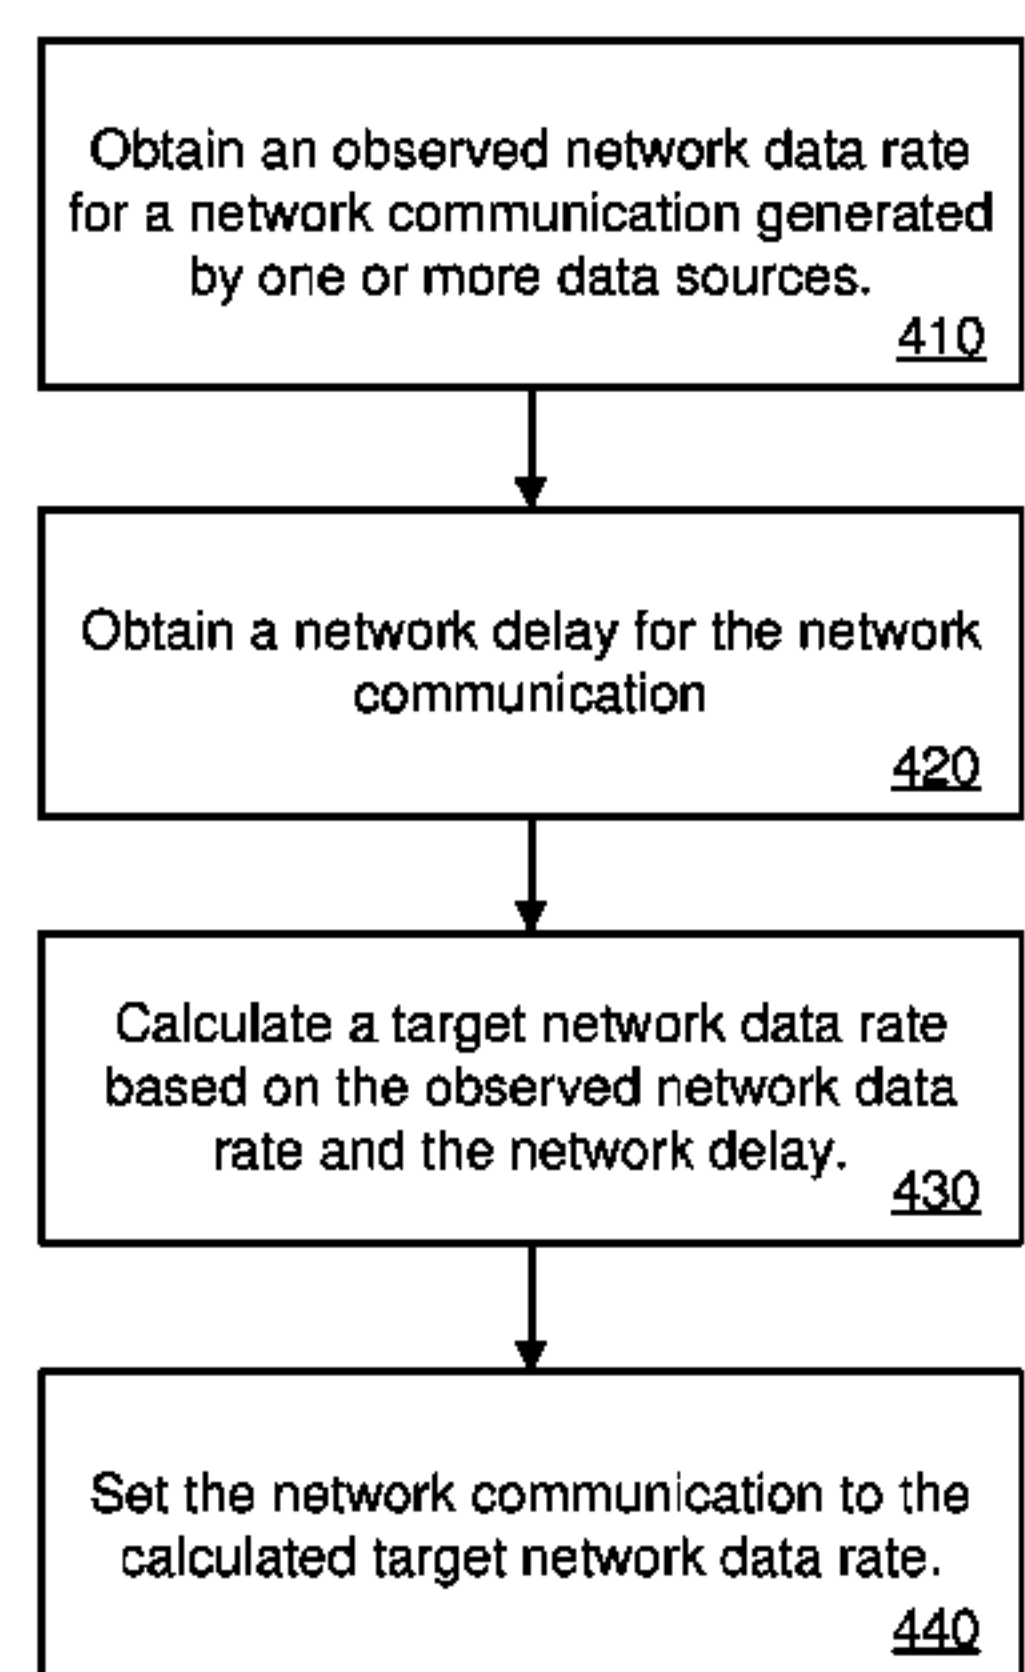 Obtain an observed network data rate
for a network communication generated
by one or more data sources.
410
Obtain a network delay for the network
communication
420
Calculate a target network data rate
based on the observed network data
rate and the network delay.
430
Set the network communication to the
calculated target network data rate.
440